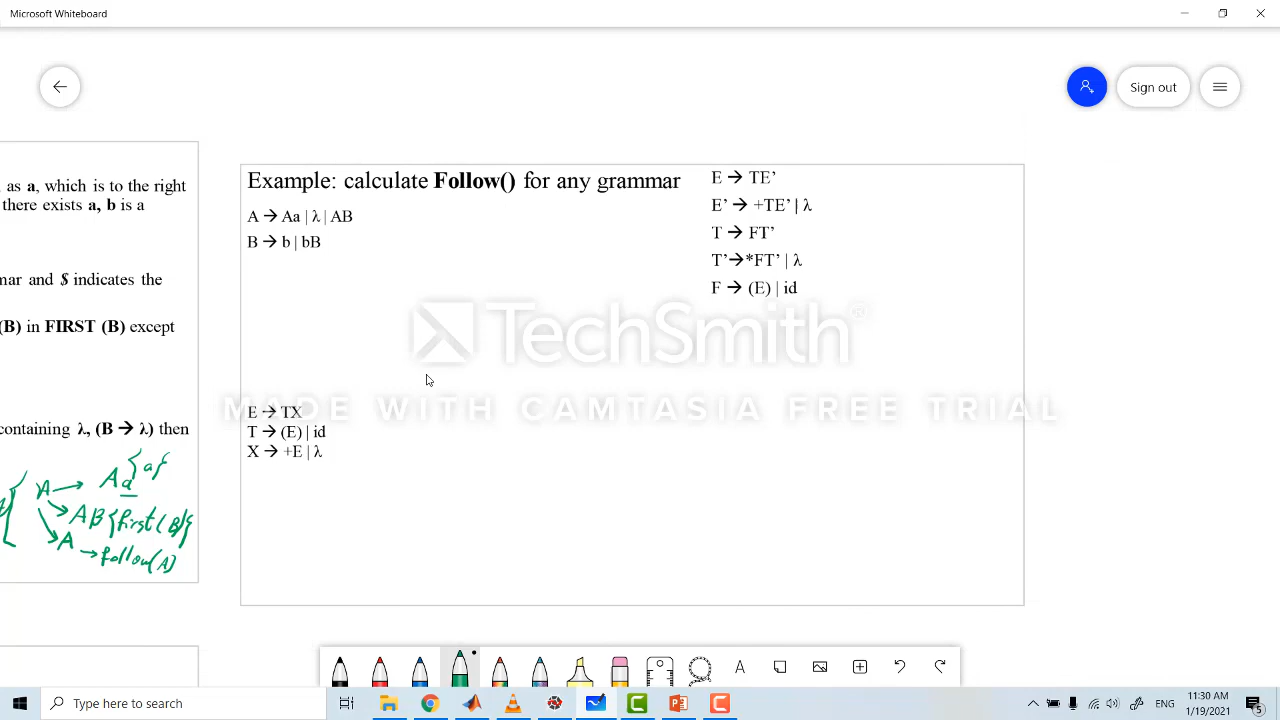 Microsoft Whiteboard
Sign out
as a, which is to the right
there exists a, b is a
mar and $ indicates the
(B) in FIRST (B) except
containing λ, (B → λ) then
A → Aa {a}
AB {first(B)}
A → follow(A)
Example: calculate Follow() for any grammar
A → Aa | λ | AB
B → b | bB
E → TX
T → (E) | id
X → +E | λ
E → TE’
E’ → +TE’ | λ
T → FT’
T’→*FT’ | λ
F → (E) | id
TechSmith
MADE WITH CAMTASIA FREE TRIAL
A
Type here to search
ENG
11:30 AM
1/19/2021
5